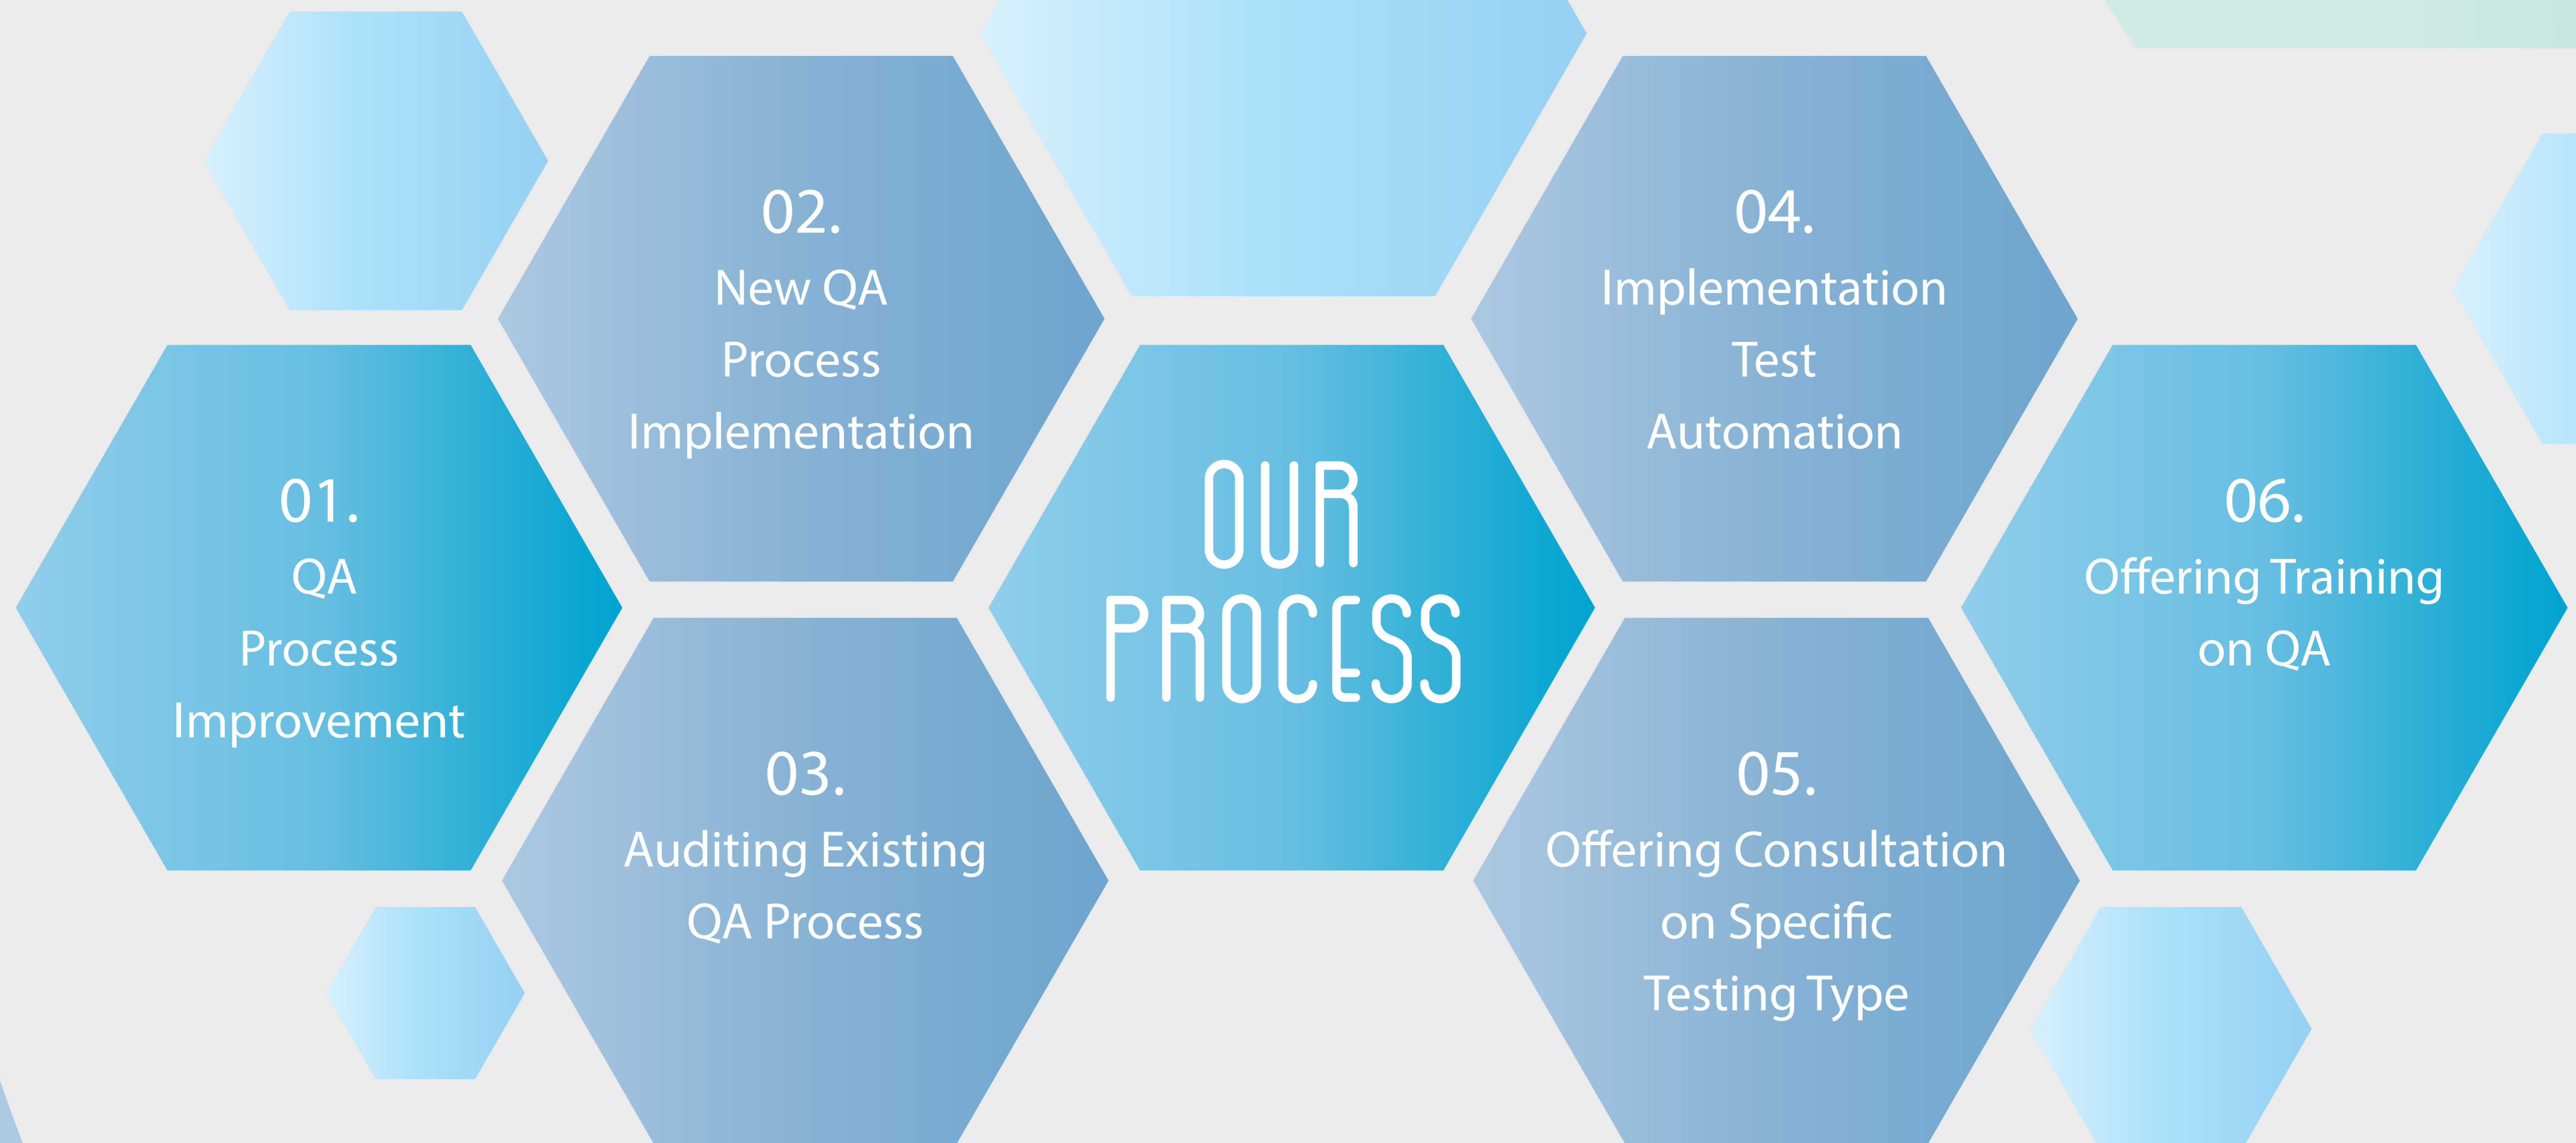 01.
QA
Process
Improvement
02.
New QA
Process
Implementation
03.
Auditing Existing
QA Process
OUR
PROCESS
04.
Implementation
Test
Automation
05.
Offering Consultation
on Specific
Testing Type
06.
Offering Training
on QA